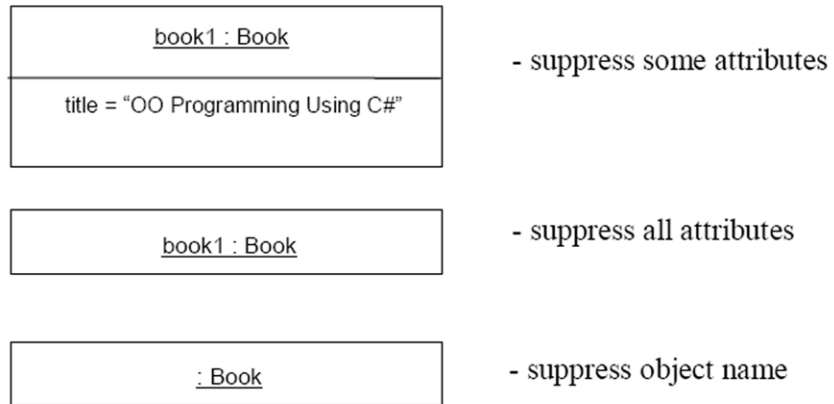 book1 : Book
- suppress some attributes
title = “OO Programming Using C#”
book1 : Book
- suppress all attributes
: Book
- suppress object name